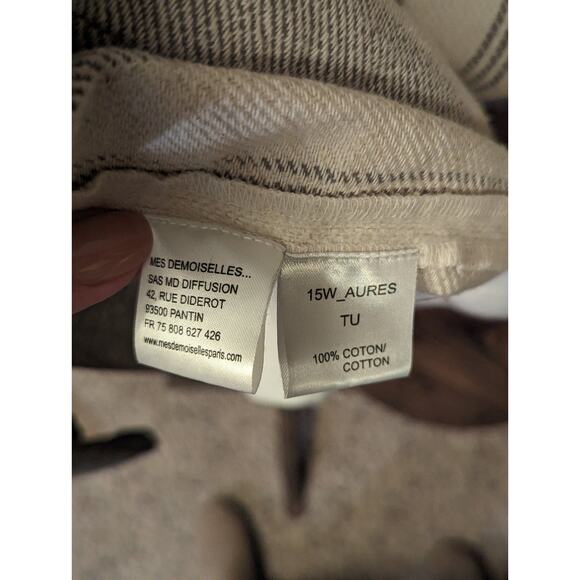 MES DEMOISELLES...
SAS MD DIFFUSION
42, RUE DIDEROT
93500 PANTIN
FR 75 808 627 426
www.mesdemoisellesparis.com
15W_AURES
TU
100% COTON/
COTTON